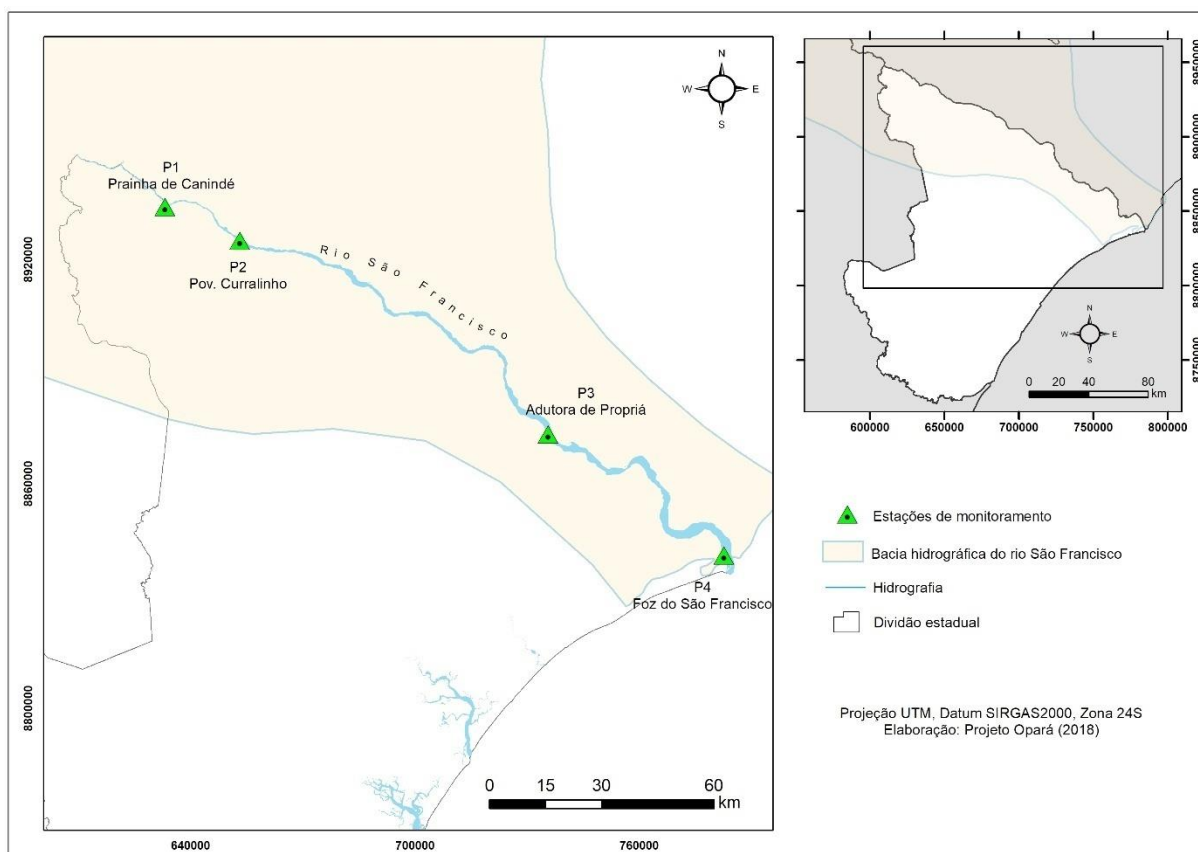 N
W E
S
P1
Prainha de Canindé
P2
Pov. Curralinho
Rio São Francisco
P3
Adutora de Propriá
P4
Foz do São Francisco
0 15 30 60
km
8920000
8860000
8800000
640000 700000 760000
N
W E
S
0 20 40 80
km
8950000
8900000
8850000
8800000
8750000
600000 650000 700000 750000 800000
Estações de monitoramento
Bacia hidrográfica do rio São Francisco
Hidrografia
Dividão estadual
Projeção UTM, Datum SIRGAS2000, Zona 24S
Elaboração: Projeto Opará (2018)